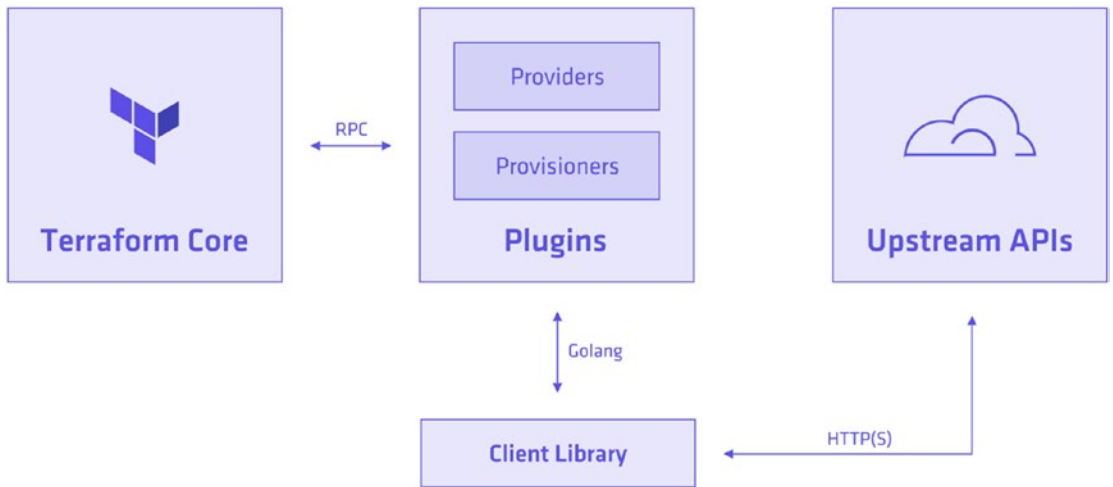 Providers
RPC
Provisioners
Terraform Core
Plugins
Upstream APIs
Golang
Client Library
HTTP(S)